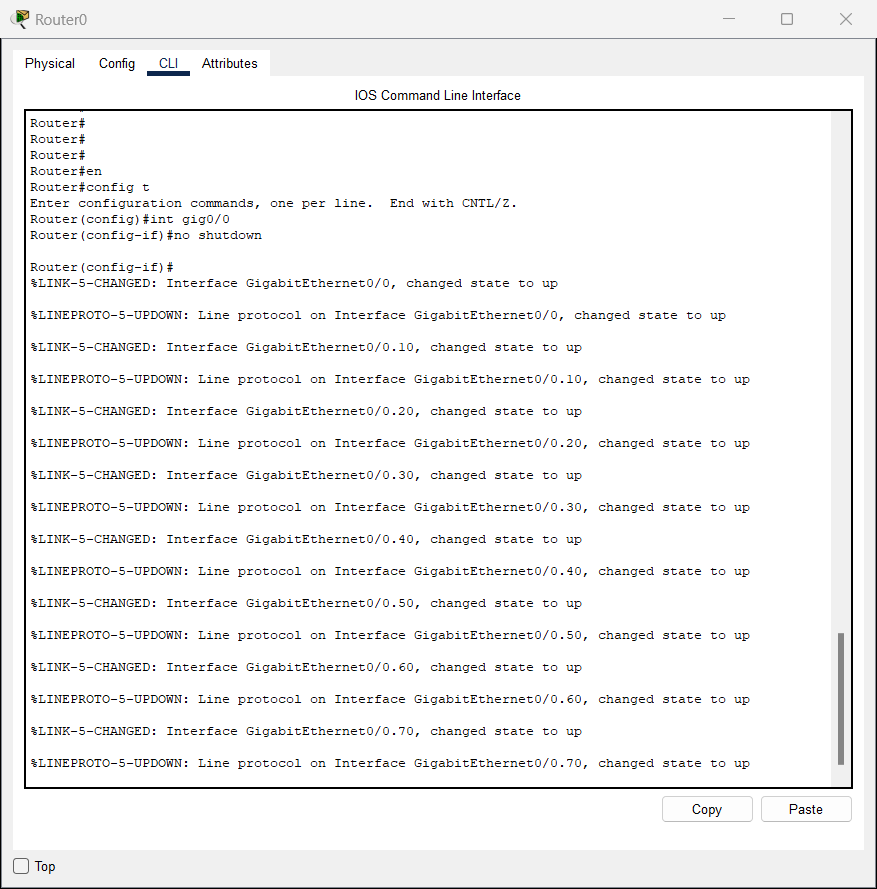 Router0
Physical Config CLI Attributes
IOS Command Line Interface
Router#
Router#
Router#
Router#en
Router#config t
Enter configuration commands, one per line.  End with CNTL/Z.
Router(config)#int gig0/0
Router(config-if)#no shutdown
Router(config-if)#
%LINK-5-CHANGED: Interface GigabitEthernet0/0, changed state to up
%LINEPROTO-5-UPDOWN: Line protocol on Interface GigabitEthernet0/0, changed state to up
%LINK-5-CHANGED: Interface GigabitEthernet0/0.10, changed state to up
%LINEPROTO-5-UPDOWN: Line protocol on Interface GigabitEthernet0/0.10, changed state to up
%LINK-5-CHANGED: Interface GigabitEthernet0/0.20, changed state to up
%LINEPROTO-5-UPDOWN: Line protocol on Interface GigabitEthernet0/0.20, changed state to up
%LINK-5-CHANGED: Interface GigabitEthernet0/0.30, changed state to up
%LINEPROTO-5-UPDOWN: Line protocol on Interface GigabitEthernet0/0.30, changed state to up
%LINK-5-CHANGED: Interface GigabitEthernet0/0.40, changed state to up
%LINEPROTO-5-UPDOWN: Line protocol on Interface GigabitEthernet0/0.40, changed state to up
%LINK-5-CHANGED: Interface GigabitEthernet0/0.50, changed state to up
%LINEPROTO-5-UPDOWN: Line protocol on Interface GigabitEthernet0/0.50, changed state to up
%LINK-5-CHANGED: Interface GigabitEthernet0/0.60, changed state to up
%LINEPROTO-5-UPDOWN: Line protocol on Interface GigabitEthernet0/0.60, changed state to up
%LINK-5-CHANGED: Interface GigabitEthernet0/0.70, changed state to up
%LINEPROTO-5-UPDOWN: Line protocol on Interface GigabitEthernet0/0.70, changed state to up
Copy Paste
Top